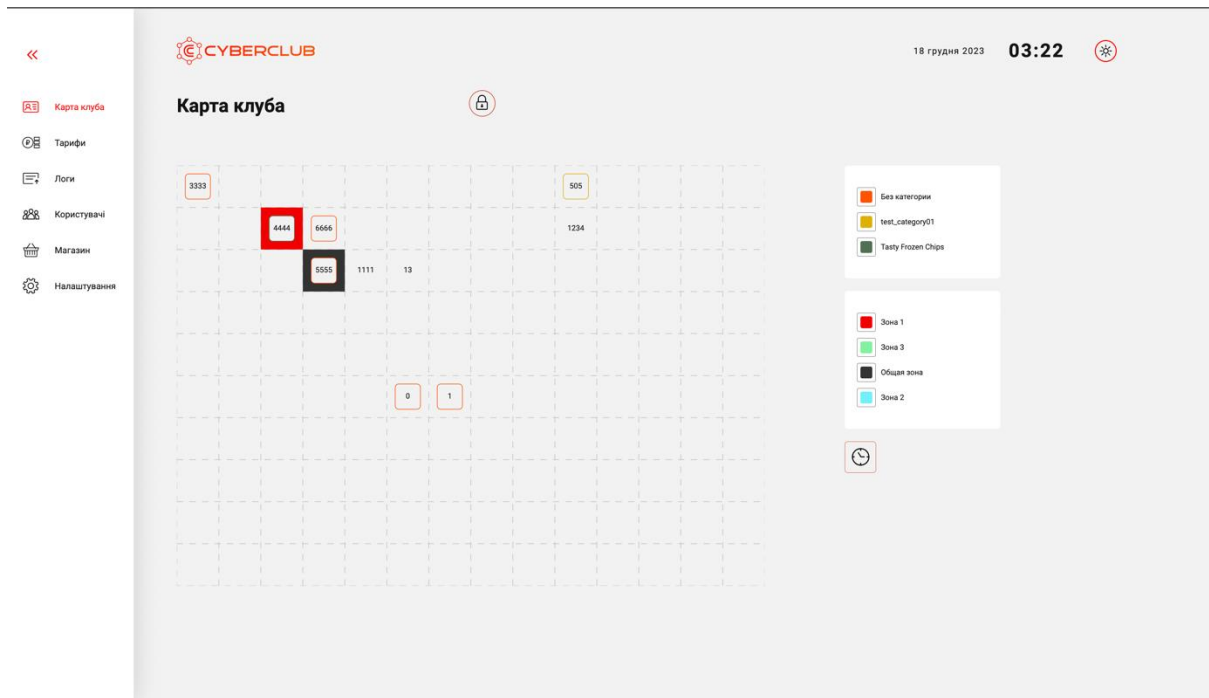 CYBERCLUB
18 грудня 2023 03:22
Карта клуба
Тарифи
Логи
Користувачі
Магазин
Налаштування
Карта клуба
3333 505
4444 6666 1234
5555 1111 13
0 1
Без категории
test_category01
Tasty Frozen Chips
Зона 1
Зона 3
Общая зона
Зона 2